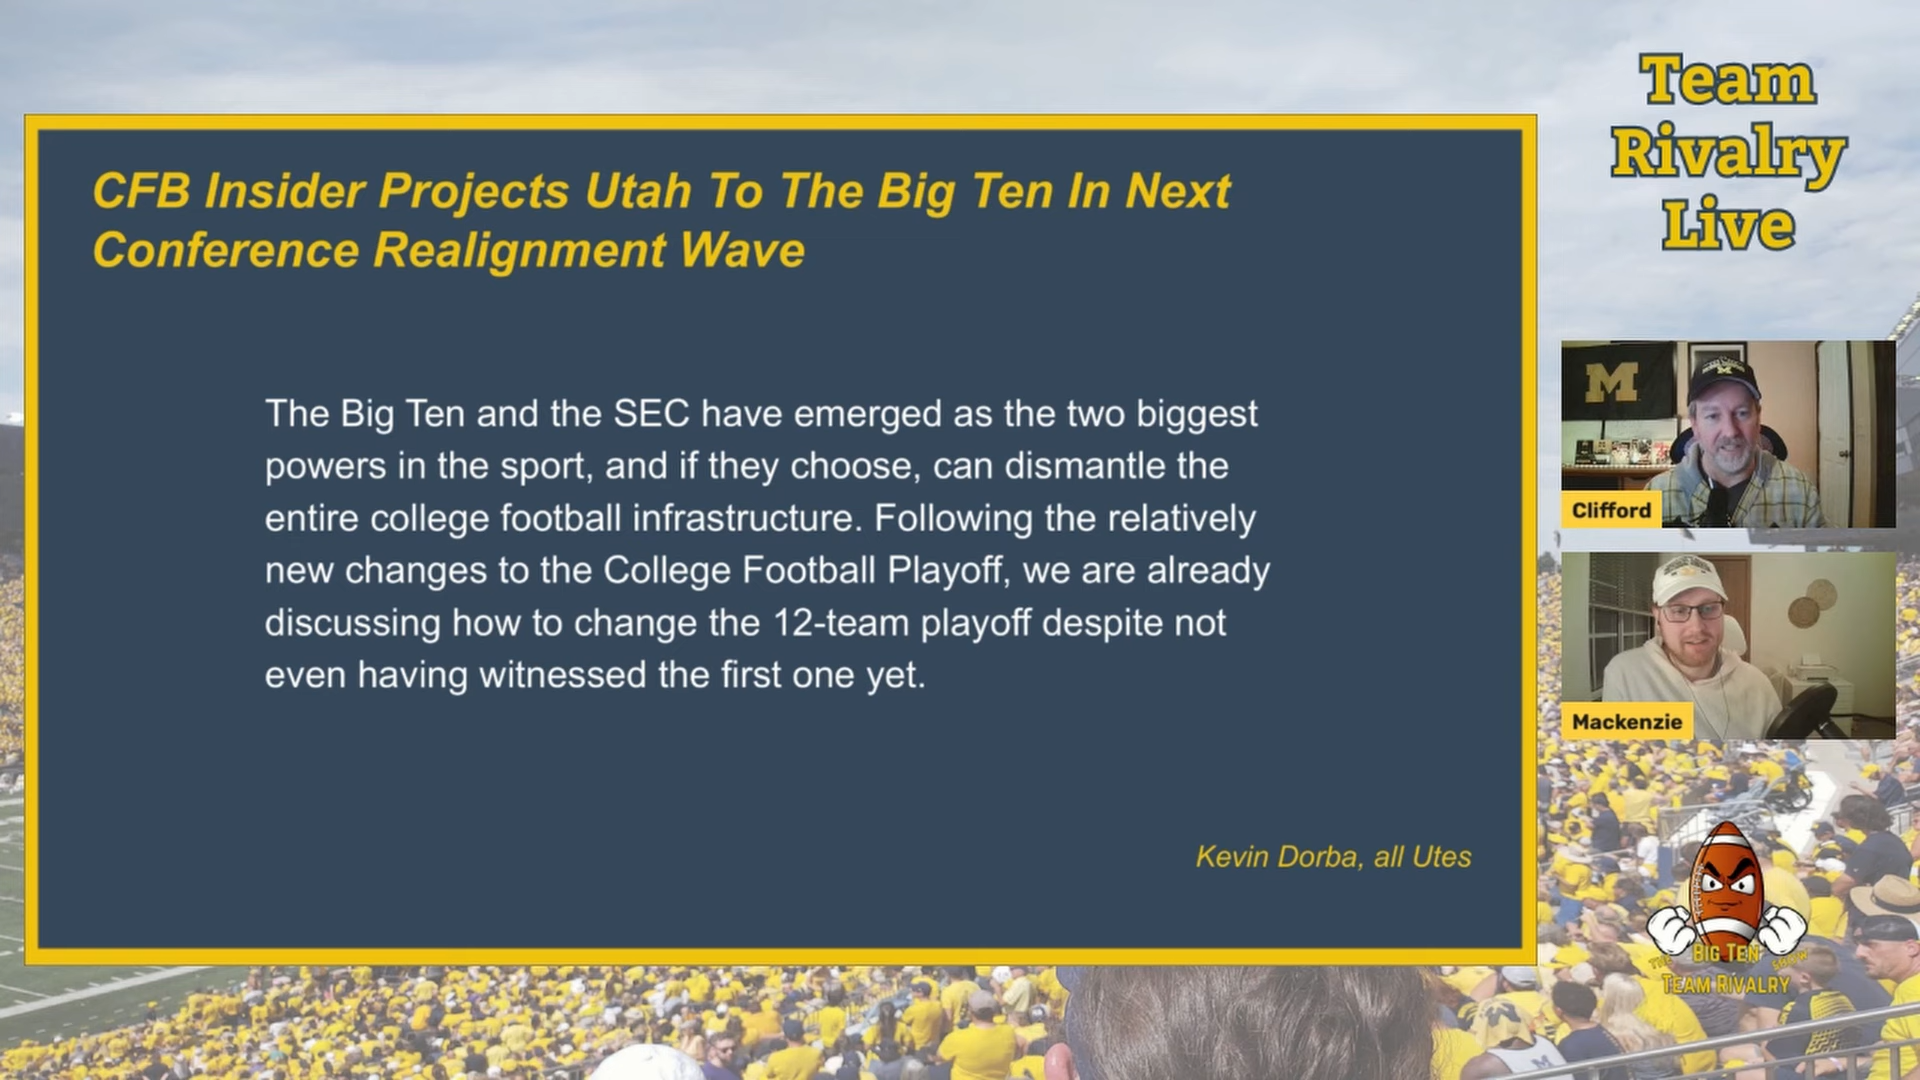 Team
Rivalry
Live
CFB Insider Projects Utah To The Big Ten In Next
Conference Realignment Wave
The Big Ten and the SEC have emerged as the two biggest
powers in the sport, and if they choose, can dismantle the
entire college football infrastructure. Following the relatively
new changes to the College Football Playoff, we are already
discussing how to change the 12-team playoff despite not
even having witnessed the first one yet.
Kevin Dorba, all Utes
M
Clifford
Mackenzie
THE BIG TEN SHOW
TEAM RIVALRY